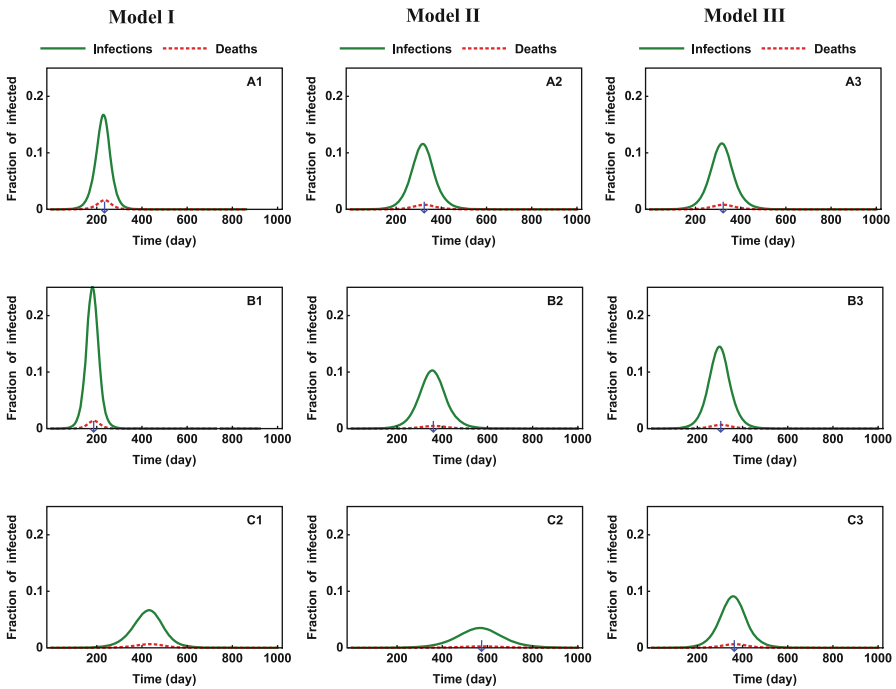 Model I Model II Model III
Infections Deaths Infections Deaths Infections Deaths
A1 A2 A3
Fraction of infected Fraction of infected Fraction of infected
0.2 0.2 0.2
0.1 0.1 0.1
0 0 0
200 400 600 800 1000 200 400 600 800 1000 200 400 600 800 1000
Time (day) Time (day) Time (day)
B1 B2 B3
Fraction of infected Fraction of infected Fraction of infected
0.2 0.2 0.2
0.1 0.1 0.1
0 0 0
200 400 600 800 1000 200 400 600 800 1000 200 400 600 800 1000
Time (day) Time (day) Time (day)
C1 C2 C3
Fraction of infected Fraction of infected Fraction of infected
0.2 0.2 0.2
0.1 0.1 0.1
0 0 0
200 400 600 800 1000 200 400 600 800 1000 200 400 600 800 1000
Time (day) Time (day) Time (day)